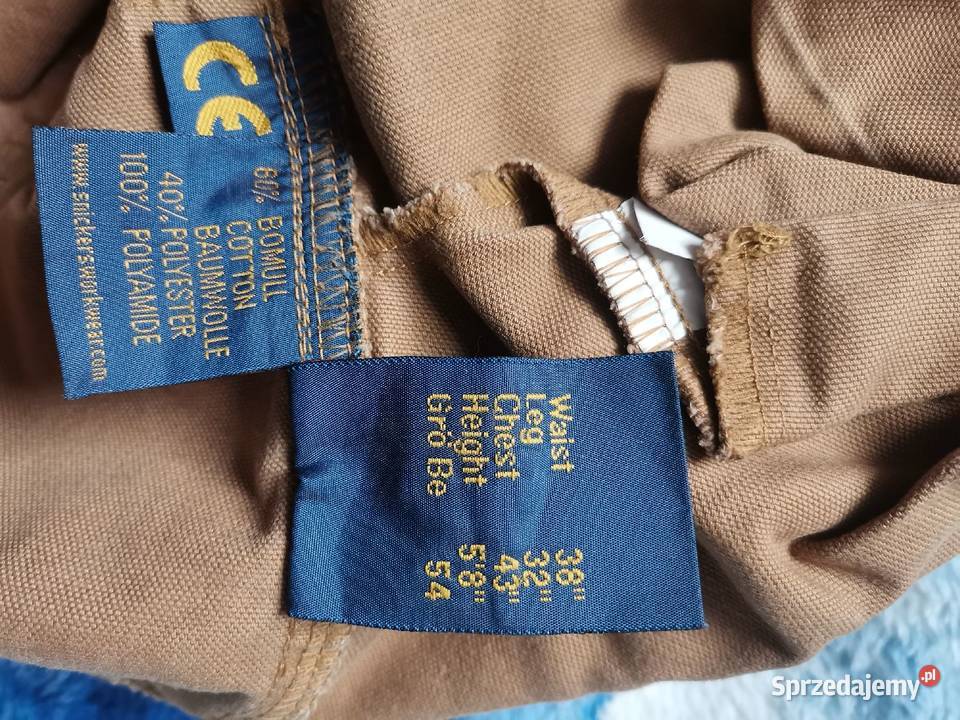 CE
60% BOMULL
COTTON
BAUMWOLLE
40% POLYESTER
100% POLYAMIDE
www.snickersworkwear.com
Waist 38"
Leg 32"
Chest 43"
Height 5'8"
Grö Be 54
Sprzedajemy.pl